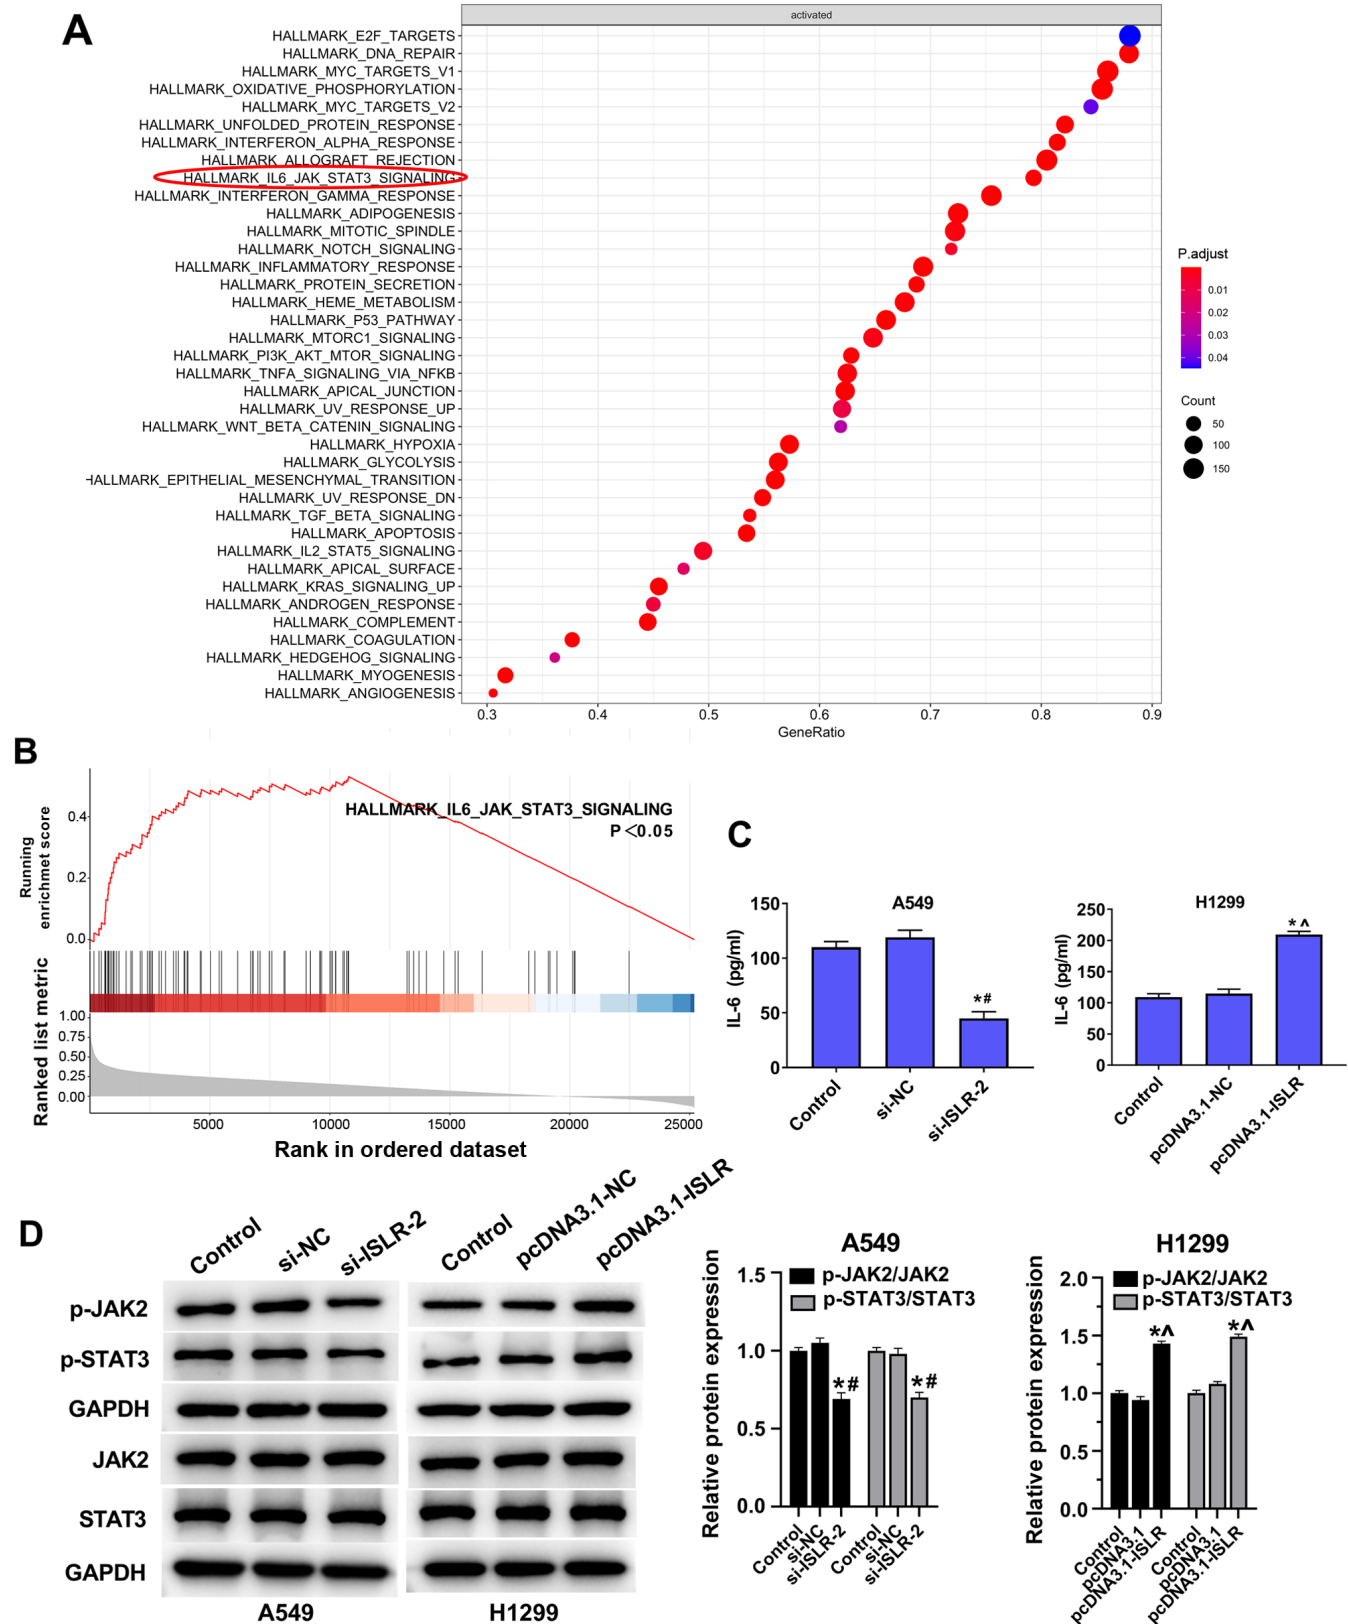 A
activated
HALLMARK_E2F_TARGETS
HALLMARK_DNA_REPAIR
HALLMARK_MYC_TARGETS_V1
HALLMARK_OXIDATIVE_PHOSPHORYLATION
HALLMARK_MYC_TARGETS_V2
HALLMARK_UNFOLDED_PROTEIN_RESPONSE
HALLMARK_INTERFERON_ALPHA_RESPONSE
HALLMARK_ALLOGRAFT_REJECTION
HALLMARK_IL6_JAK_STAT3_SIGNALING
HALLMARK_INTERFERON_GAMMA_RESPONSE
HALLMARK_ADIPOGENESIS
HALLMARK_MITOTIC_SPINDLE
HALLMARK_NOTCH_SIGNALING
HALLMARK_INFLAMMATORY_RESPONSE
HALLMARK_PROTEIN_SECRETION
HALLMARK_HEME_METABOLISM
HALLMARK_P53_PATHWAY
HALLMARK_MTORC1_SIGNALING
HALLMARK_PI3K_AKT_MTOR_SIGNALING
HALLMARK_TNFA_SIGNALING_VIA_NFKB
HALLMARK_APICAL_JUNCTION
HALLMARK_UV_RESPONSE_UP
HALLMARK_WNT_BETA_CATENIN_SIGNALING
HALLMARK_HYPOXIA
HALLMARK_GLYCOLYSIS
HALLMARK_EPITHELIAL_MESENCHYMAL_TRANSITION
HALLMARK_UV_RESPONSE_DN
HALLMARK_TGF_BETA_SIGNALING
HALLMARK_APOPTOSIS
HALLMARK_IL2_STAT5_SIGNALING
HALLMARK_APICAL_SURFACE
HALLMARK_KRAS_SIGNALING_UP
HALLMARK_ANDROGEN_RESPONSE
HALLMARK_COMPLEMENT
HALLMARK_COAGULATION
HALLMARK_HEDGEHOG_SIGNALING
HALLMARK_MYOGENESIS
HALLMARK_ANGIOGENESIS
0.3 0.4 0.5 0.6 0.7 0.8 0.9
GeneRatio
P.adjust
0.01
0.02
0.03
0.04
Count
50
100
150
B
Running
enrichmet score
0.4
0.2
0.0
HALLMARK_IL6_JAK_STAT3_SIGNALING
P<0.05
Ranked list metric
1.00
0.75
0.50
0.25
0.00
5000 10000 15000 20000 25000
Rank in ordered dataset
C
A549
IL-6 (pg/ml)
150
100
50
0
*#
Control
si-NC
si-ISLR-2
H1299
IL-6 (pg/ml)
250
200
150
100
50
0
*^
Control
pcDNA3.1-NC
pcDNA3.1-ISLR
D
Control
si-NC
si-ISLR-2
Control
pcDNA3.1-NC
pcDNA3.1-ISLR
p-JAK2
p-STAT3
GAPDH
JAK2
STAT3
GAPDH
A549
H1299
A549
Relative protein expression
1.5
1.0
0.5
0.0
p-JAK2/JAK2
p-STAT3/STAT3
*#
*#
Control
si-NC
si-ISLR-2
Control
si-NC
si-ISLR-2
H1299
Relative protein expression
2.0
1.5
1.0
0.5
0.0
p-JAK2/JAK2
p-STAT3/STAT3
*^
*^
Control
pcDNA3.1
pcDNA3.1-ISLR
Control
pcDNA3.1
pcDNA3.1-ISLR